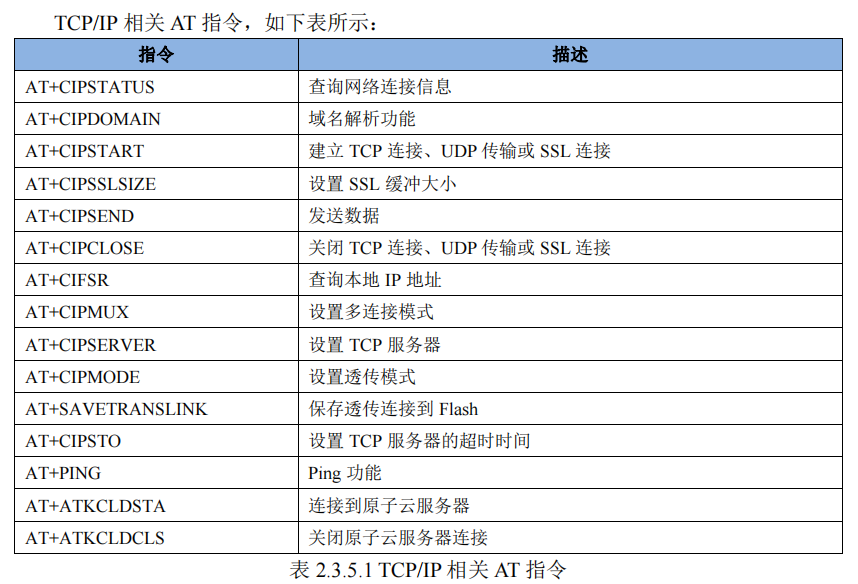 TCP/IP 相关 AT 指令，如下表所示：
指令 描述
AT+CIPSTATUS 查询网络连接信息
AT+CIPDOMAIN 域名解析功能
AT+CIPSTART 建立 TCP 连接、UDP 传输或 SSL 连接
AT+CIPSSLSIZE 设置 SSL 缓冲大小
AT+CIPSEND 发送数据
AT+CIPCLOSE 关闭 TCP 连接、UDP 传输或 SSL 连接
AT+CIFSR 查询本地 IP 地址
AT+CIPMUX 设置多连接模式
AT+CIPSERVER 设置 TCP 服务器
AT+CIPMODE 设置透传模式
AT+SAVETRANSLINK 保存透传连接到 Flash
AT+CIPSTO 设置 TCP 服务器的超时时间
AT+PING Ping 功能
AT+ATKCLDSTA 连接到原子云服务器
AT+ATKCLDCLS 关闭原子云服务器连接
表 2.3.5.1 TCP/IP 相关 AT 指令